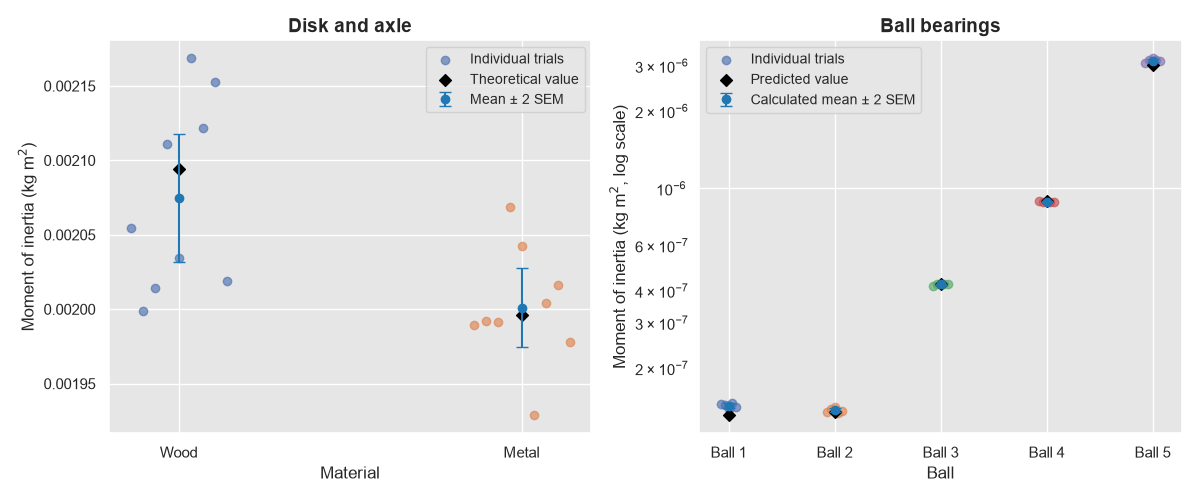 Disk and axle
Individual trials
Theoretical value
Mean ± 2 SEM
0.00215
0.00210
0.00205
0.00200
0.00195
Moment of inertia (kg m²)
Wood
Metal
Material
Ball bearings
Individual trials
Predicted value
Calculated mean ± 2 SEM
3 × 10⁻⁶
2 × 10⁻⁶
10⁻⁶
6 × 10⁻⁷
4 × 10⁻⁷
3 × 10⁻⁷
2 × 10⁻⁷
Moment of inertia (kg m², log scale)
Ball 1
Ball 2
Ball 3
Ball 4
Ball 5
Ball